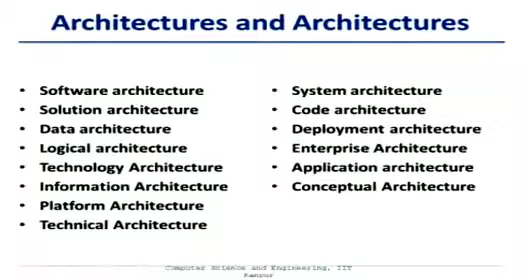 Architectures and Architectures
• Software architecture
• Solution architecture
• Data architecture
• Logical architecture
• Technology Architecture
• Information Architecture
• Platform Architecture
• Technical Architecture
• System architecture
• Code architecture
• Deployment architecture
• Enterprise Architecture
• Application architecture
• Conceptual Architecture
Computer Science and Engineering, IIT
Kanpur